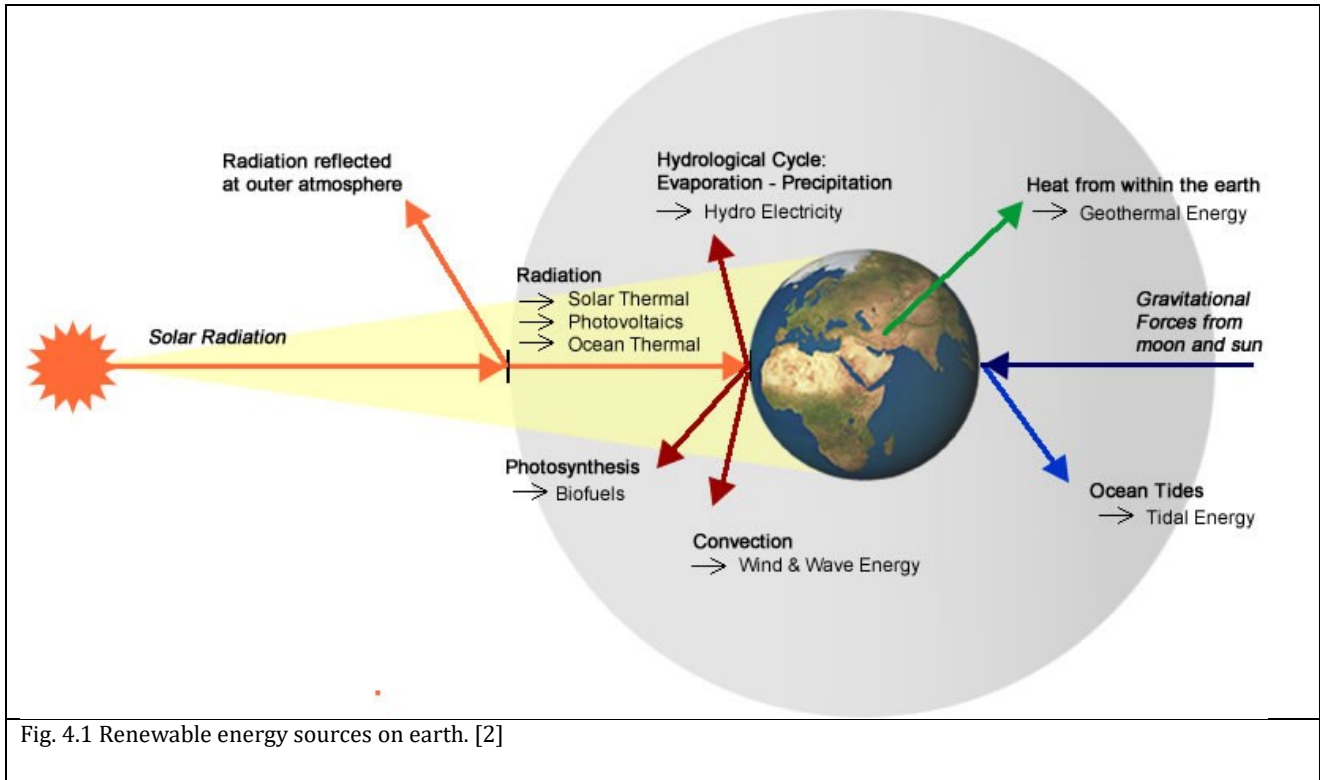 Radiation reflected
at outer atmosphere
Hydrological Cycle:
Evaporation - Precipitation
→ Hydro Electricity
Heat from within the earth
→ Geothermal Energy
Radiation
→ Solar Thermal
→ Photovoltaics
→ Ocean Thermal
Solar Radiation
Gravitational
Forces from
moon and sun
Photosynthesis
→ Biofuels
Ocean Tides
→ Tidal Energy
Convection
→ Wind & Wave Energy
Fig. 4.1 Renewable energy sources on earth. [2]